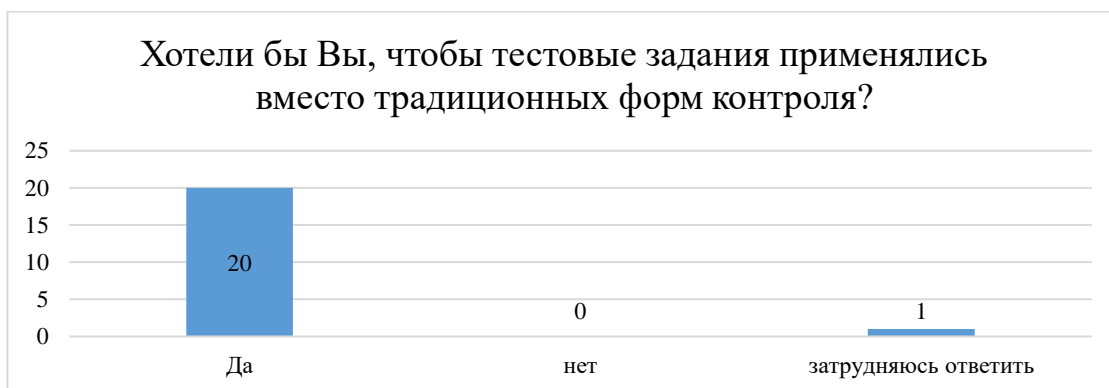 Хотели бы Вы, чтобы тестовые задания применялись
вместо традиционных форм контроля?
25
20
15
10
5
0
20
0
1
Да
нет
затрудняюсь ответить